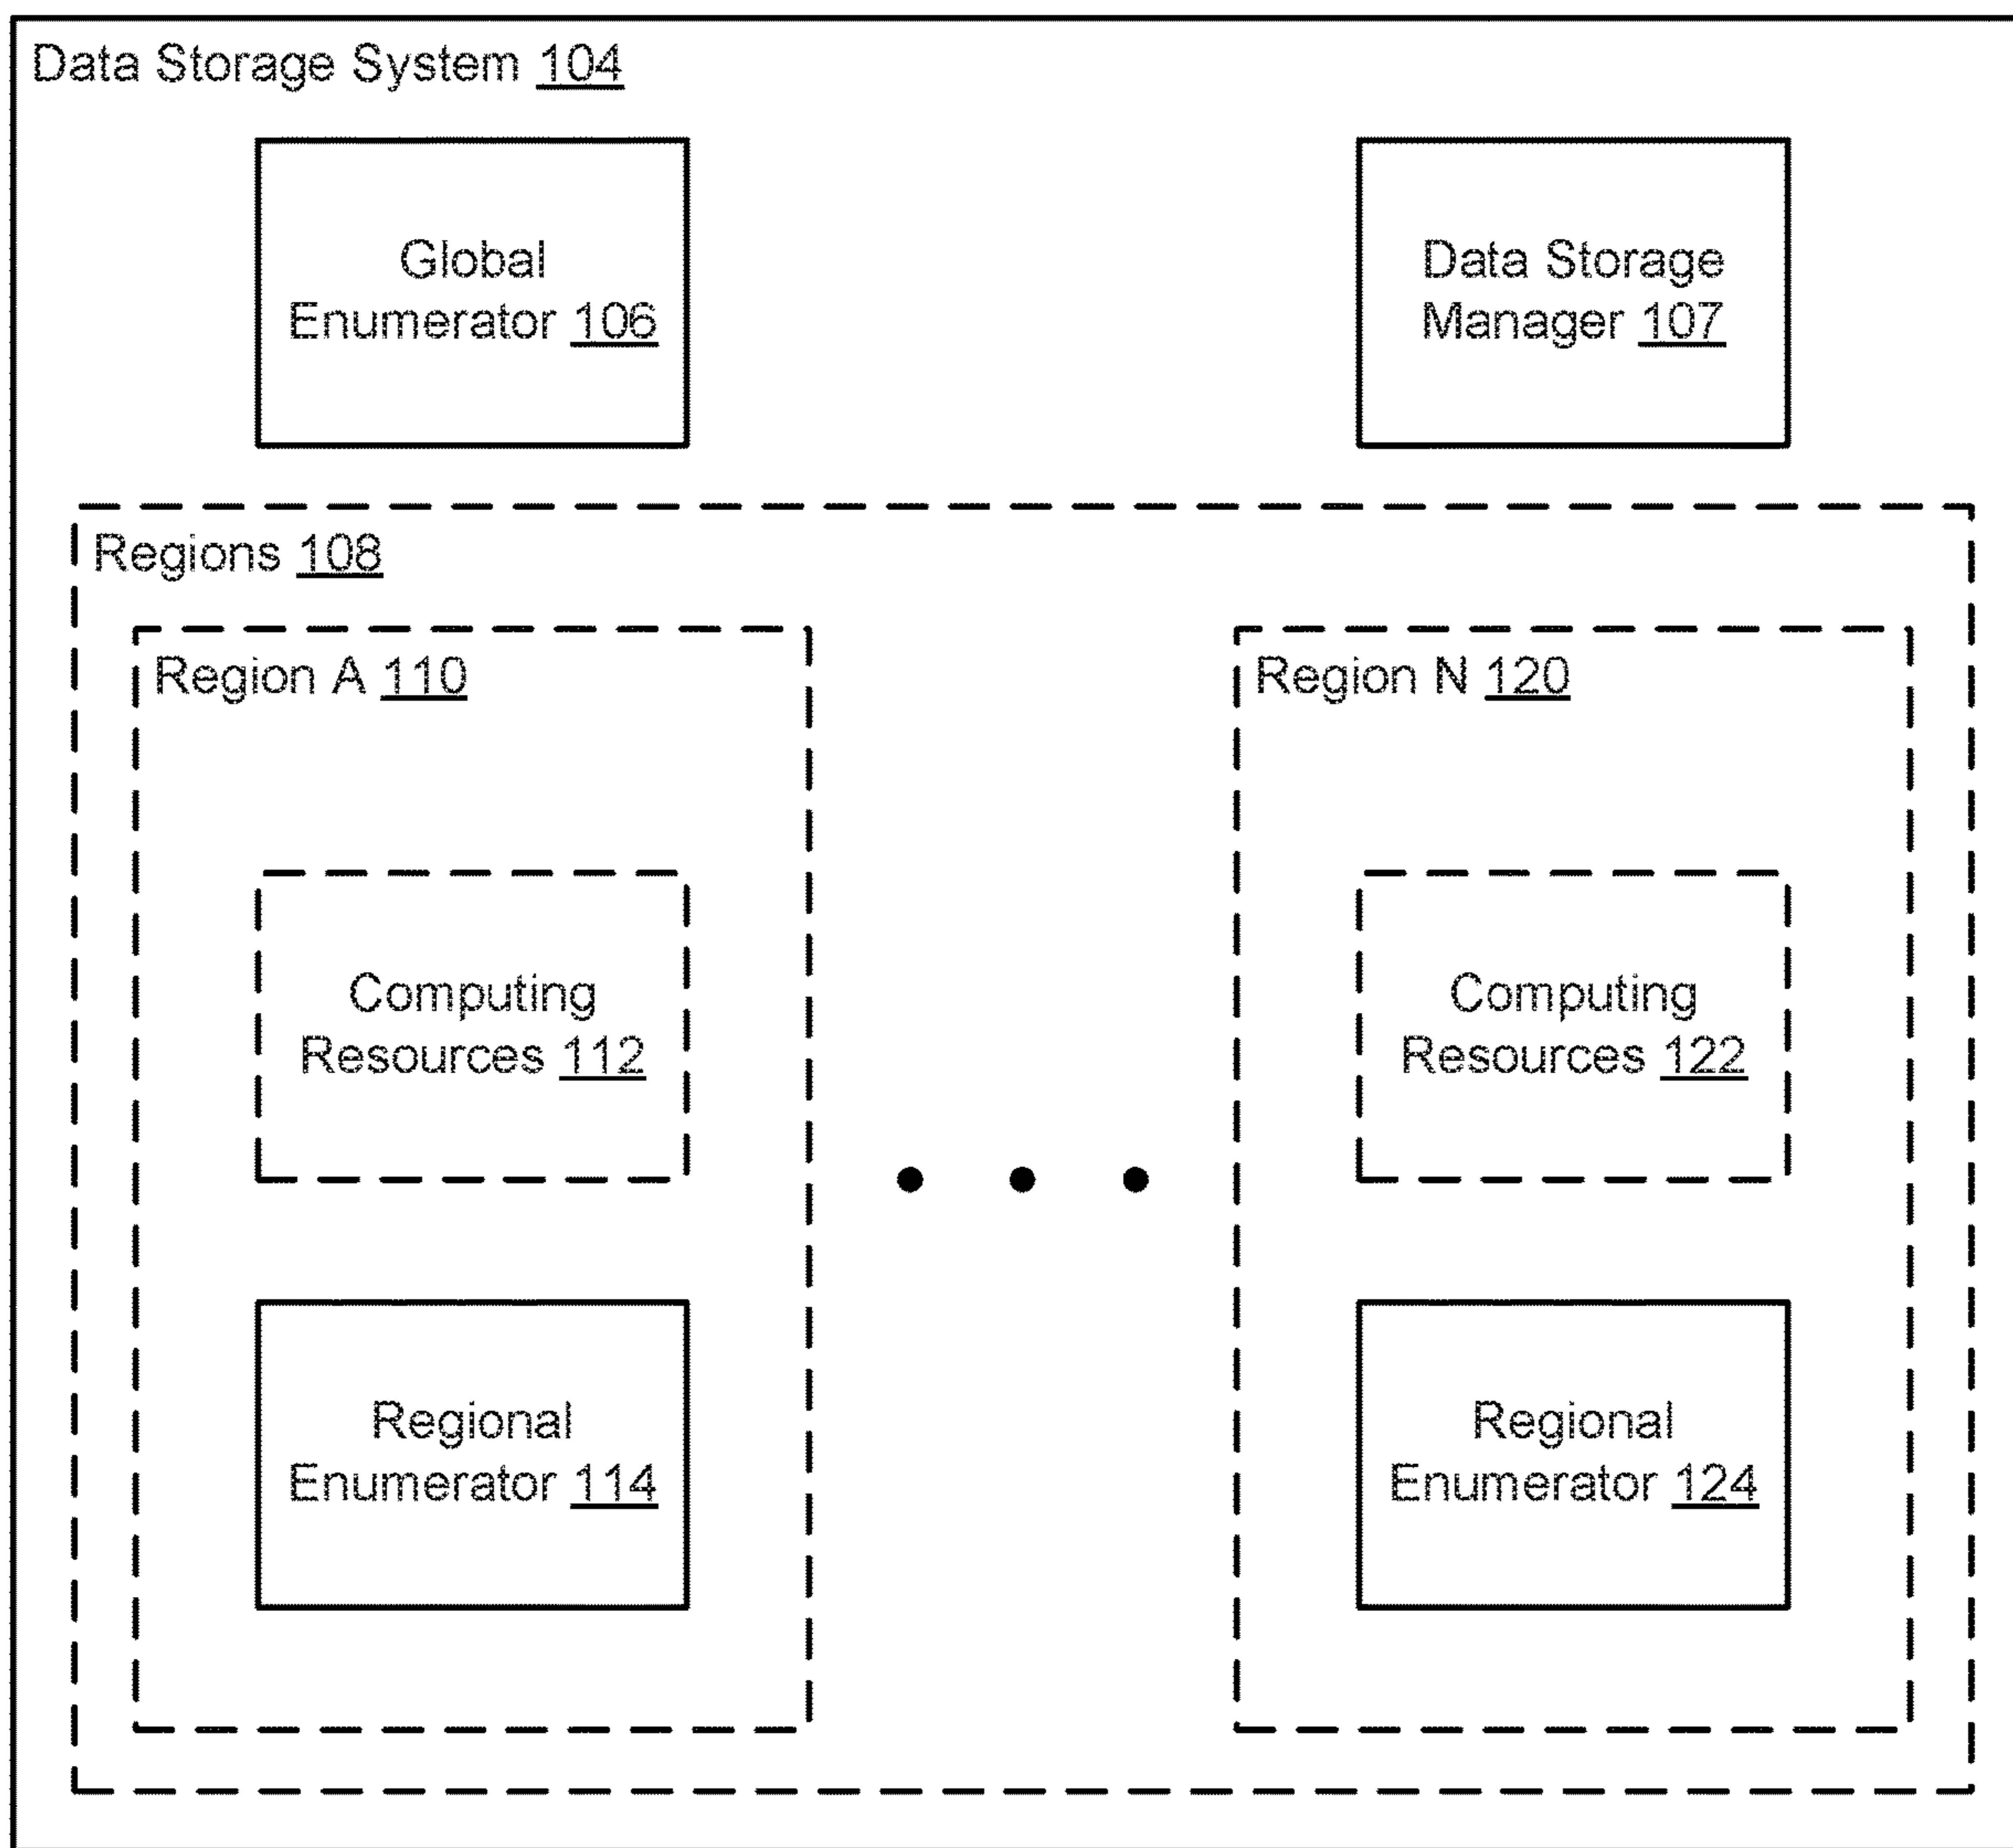 Data Storage System 104
Global
Enumerator 106
Data Storage
Manager 107
Regions 108
Region A 110
Computing
Resources 112
Regional
Enumerator 114
Region N 120
Computing
Resources 122
Regional
Enumerator 124